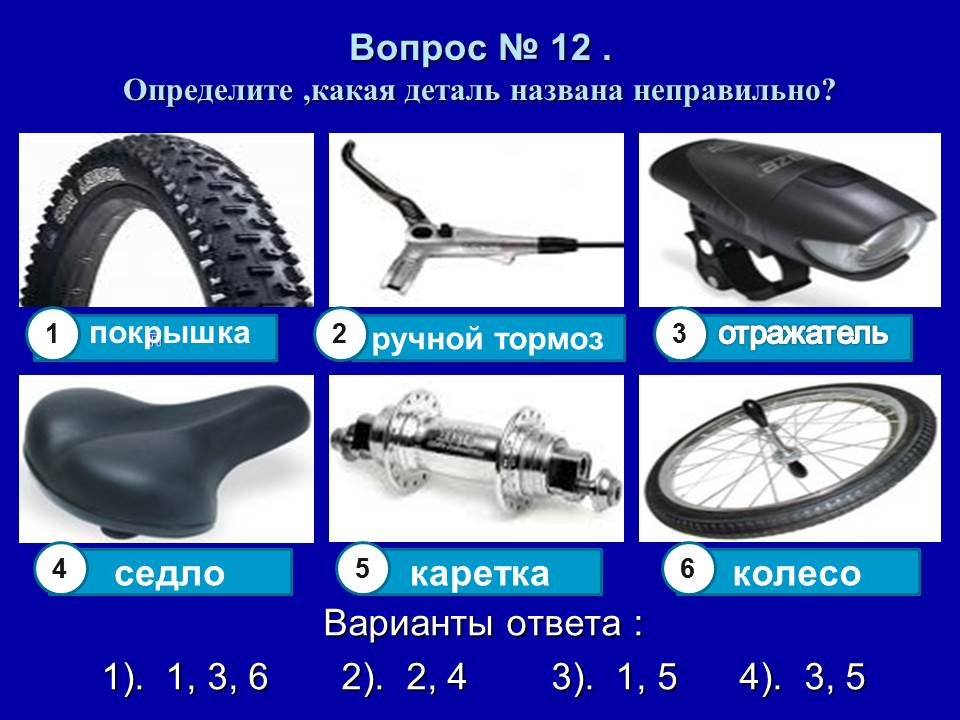 Вопрос № 12 .
Определите ,какая деталь названа неправильно?
1 покрышка
2 ручной тормоз
3 отражатель
4 седло
5 каретка
6 колесо
Варианты ответа :
1). 1, 3, 6 2). 2, 4 3). 1, 5 4). 3, 5